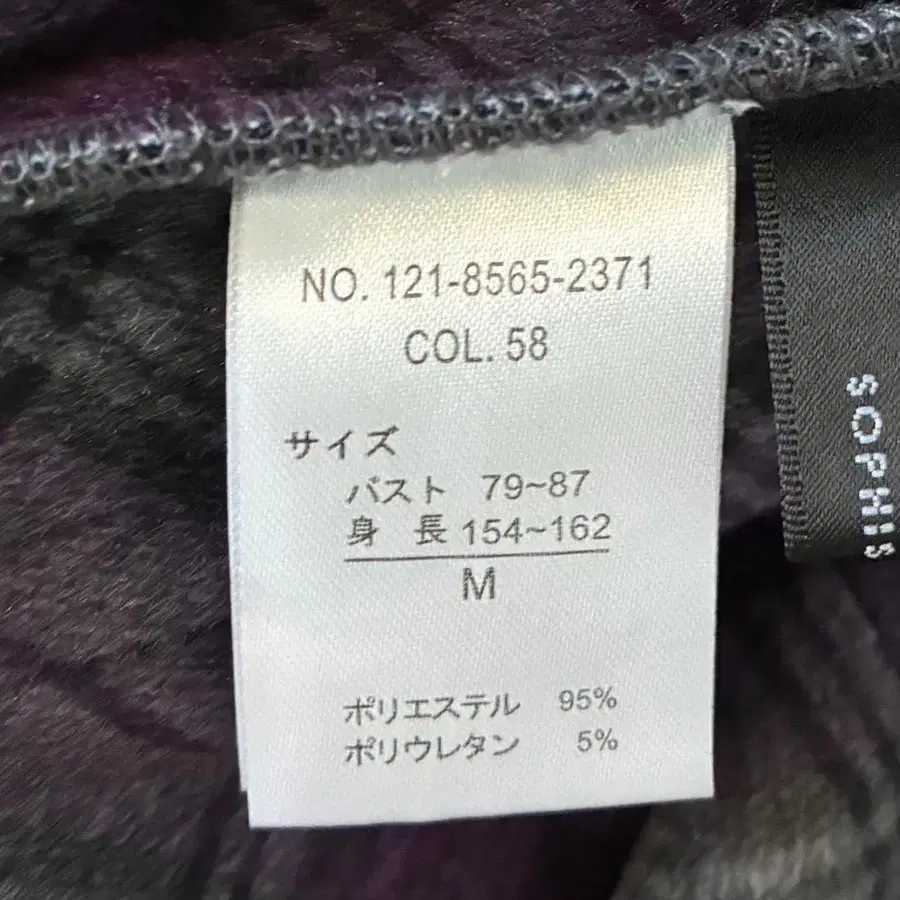 NO. 121-8565-2371
COL. 58
サイズ
バスト 79~87
身 長 154~162
M
ポリエステル 95%
ポリウレタン 5%
SOPHIS